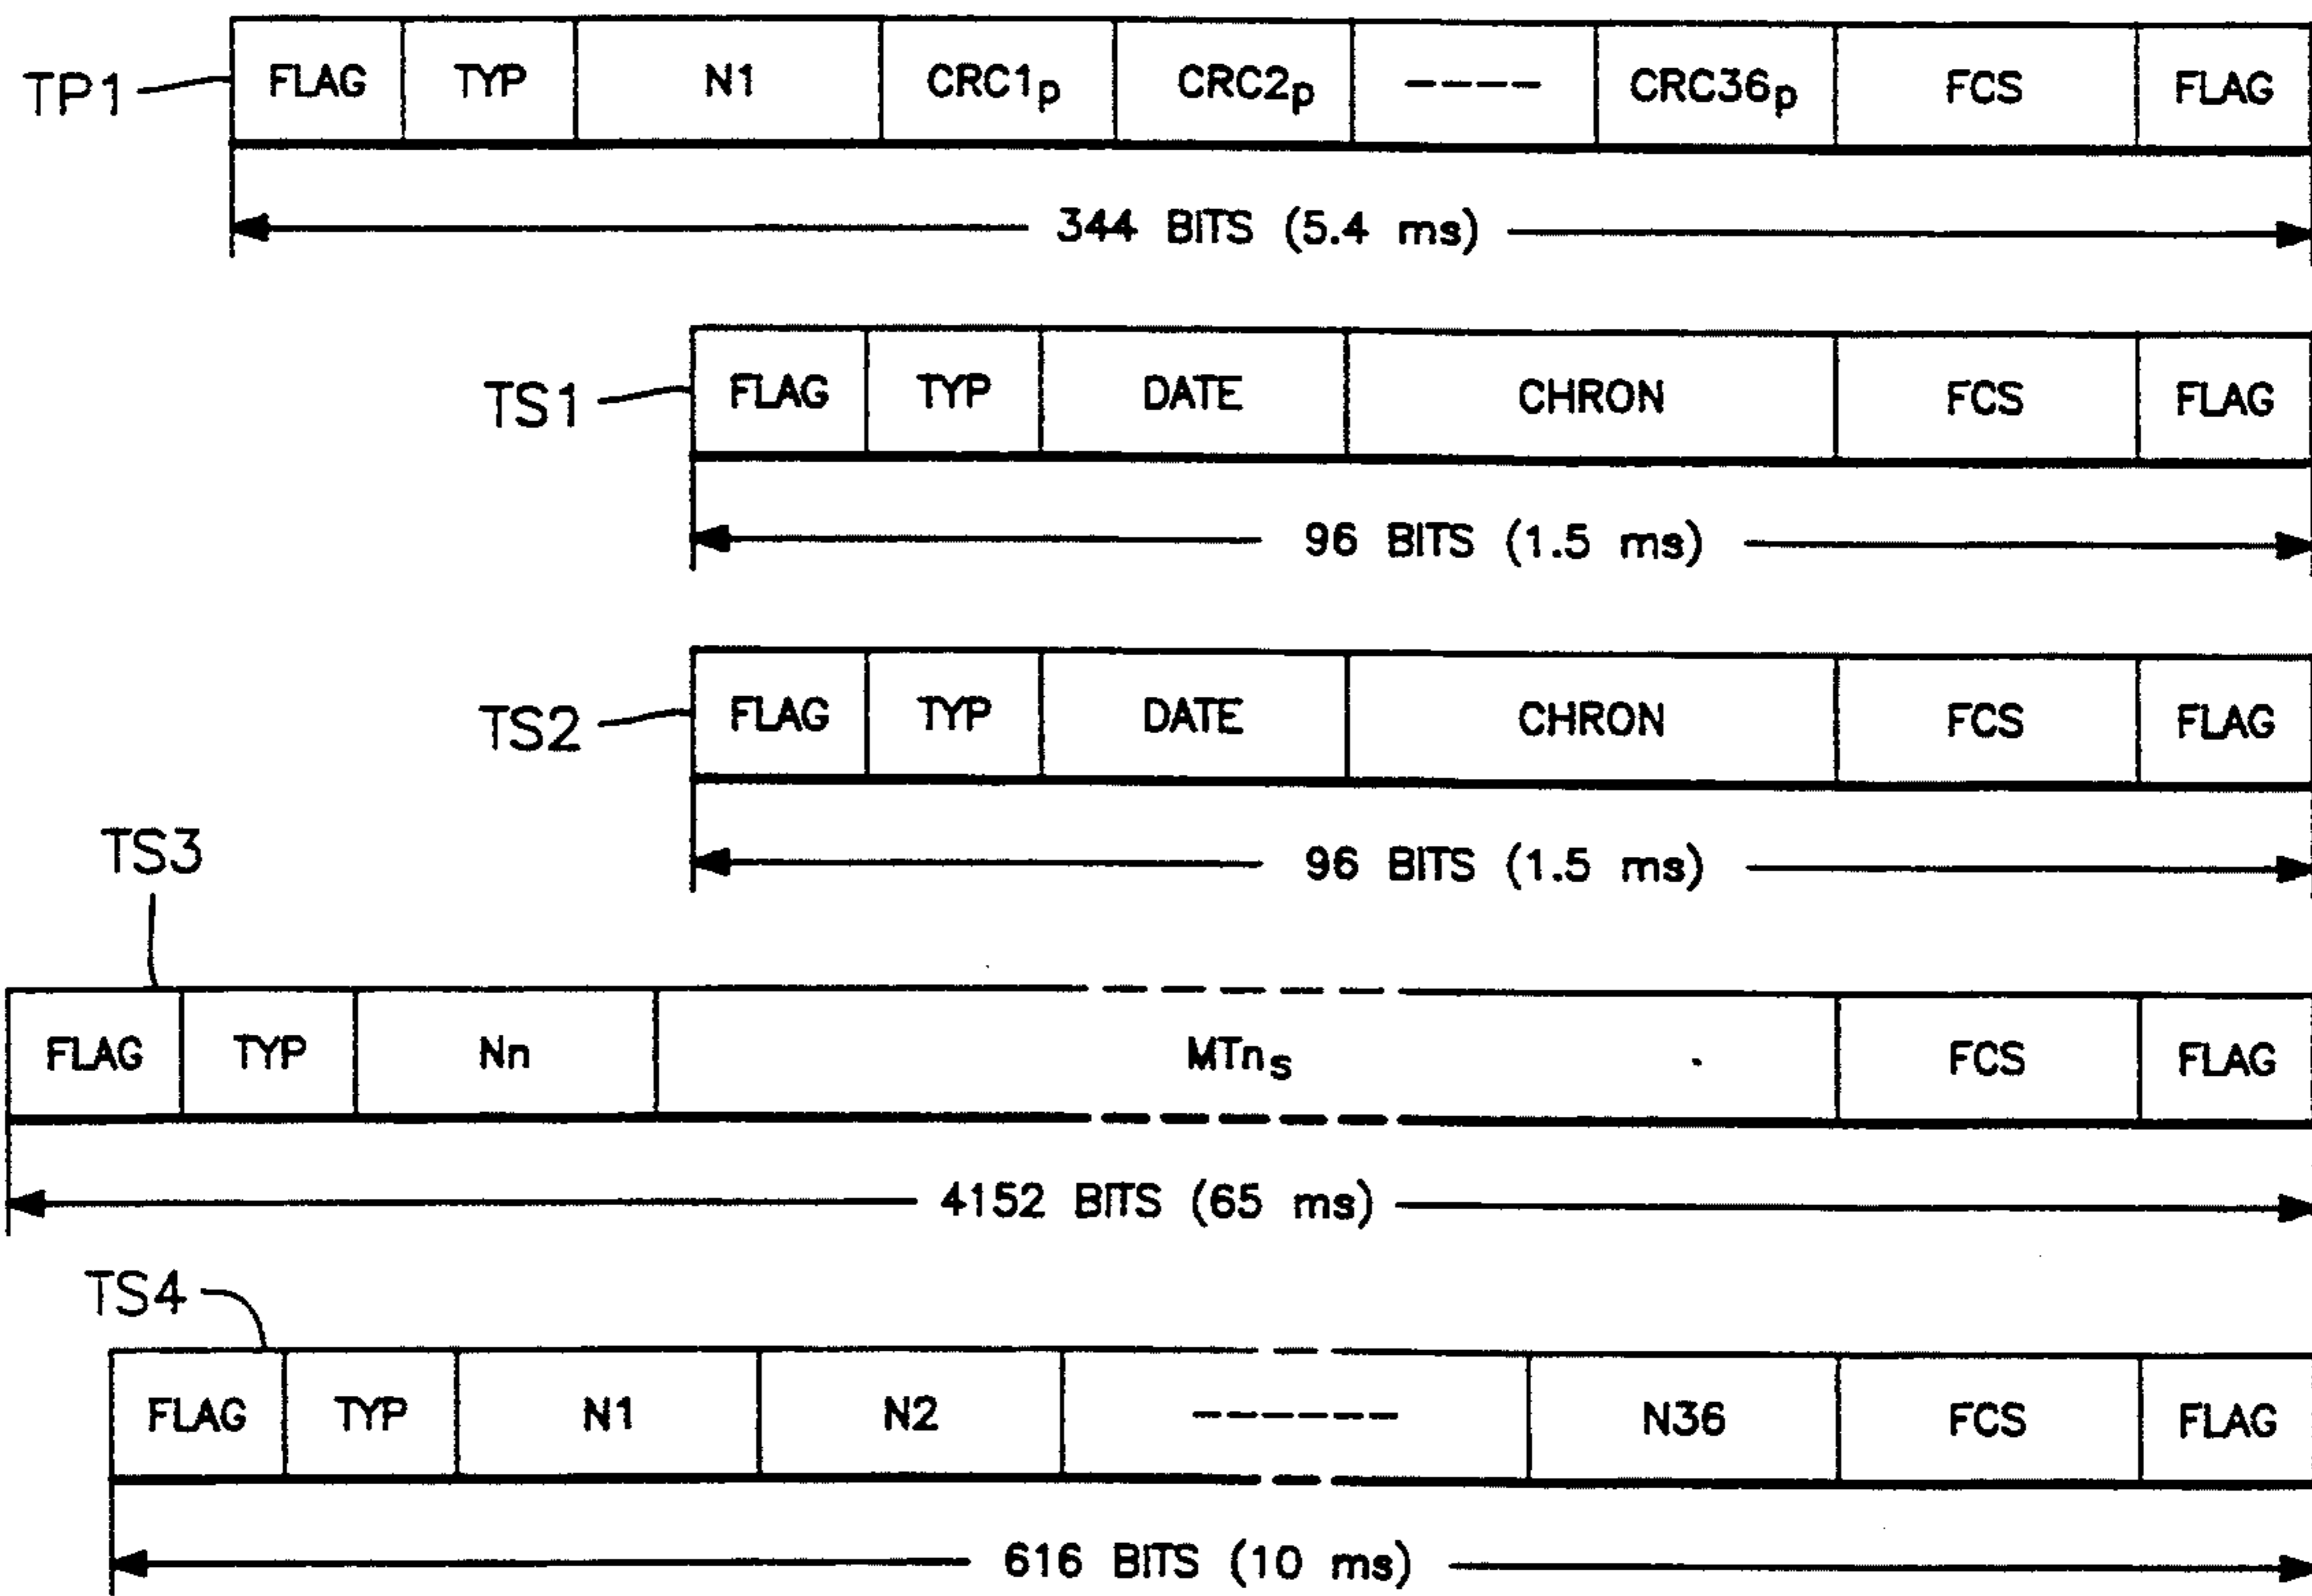 TP1 FLAG TYP N1 CRC1p CRC2p ---- CRC36p FCS FLAG
344 BITS (5.4 ms)
TS1 FLAG TYP DATE CHRON FCS FLAG
96 BITS (1.5 ms)
TS2 FLAG TYP DATE CHRON FCS FLAG
96 BITS (1.5 ms)
TS3
FLAG TYP Nn MTns FCS FLAG
4152 BITS (65 ms)
TS4
FLAG TYP N1 N2 ------ N36 FCS FLAG
616 BITS (10 ms)